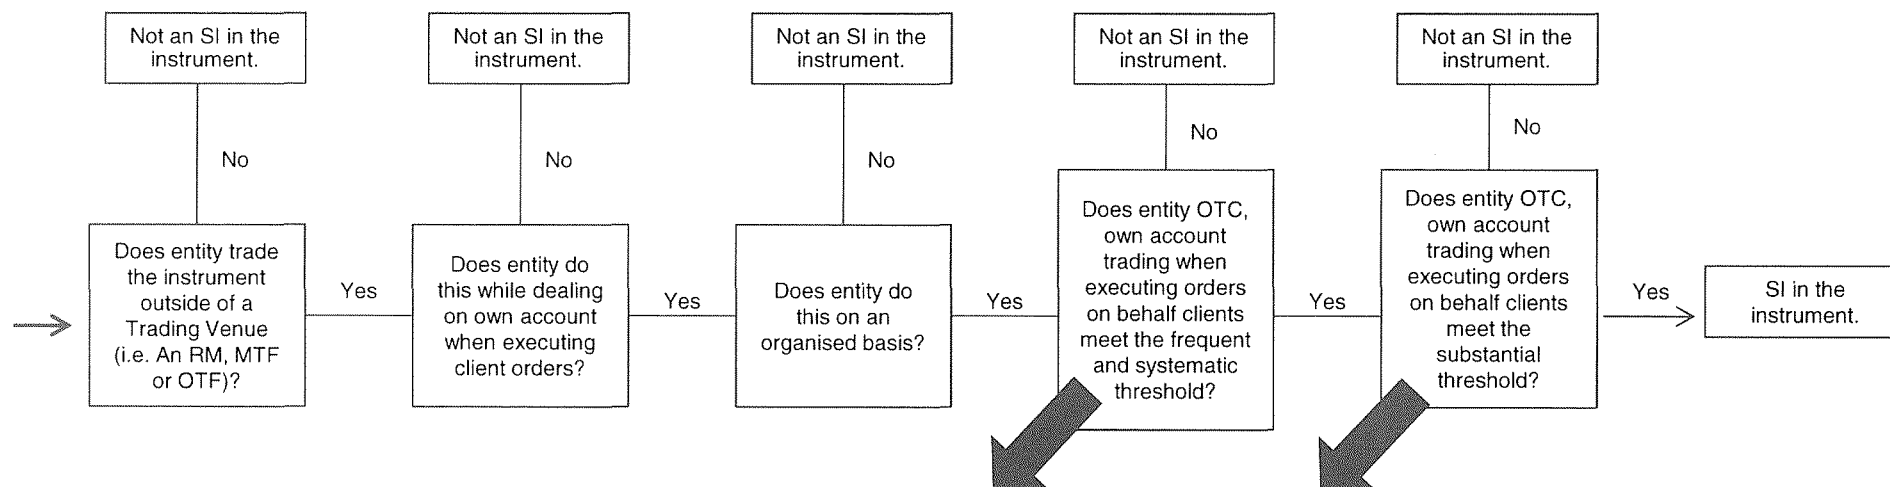 Not an SI in the
instrument.
Not an SI in the
instrument.
Not an SI in the
instrument.
Not an SI in the
instrument.
Not an SI in the
instrument.
No
No
No
No
No
Does entity trade
the instrument
outside of a
Trading Venue
(i.e. An RM, MTF
or OTF)?
Yes
Does entity do
this while dealing
on own account
when executing
client orders?
Yes
Does entity do
this on an
organised basis?
Yes
Does entity OTC,
own account
trading when
executing orders
on behalf clients
meet the frequent
and systematic
threshold?
Yes
Does entity OTC,
own account
trading when
executing orders
on behalf clients
meet the
substantial
threshold?
Yes
SI in the
instrument.